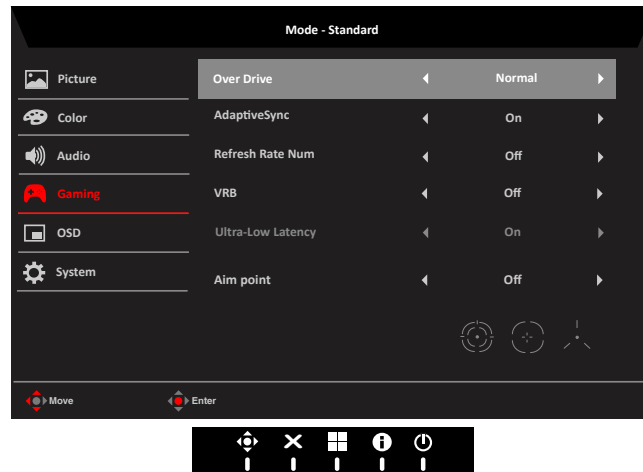 Mode - Standard
Picture
Over Drive Normal
Color
AdaptiveSync On
Audio
Refresh Rate Num Off
Gaming
VRB Off
OSD
Ultra-Low Latency On
System
Aim point Off
Move Enter